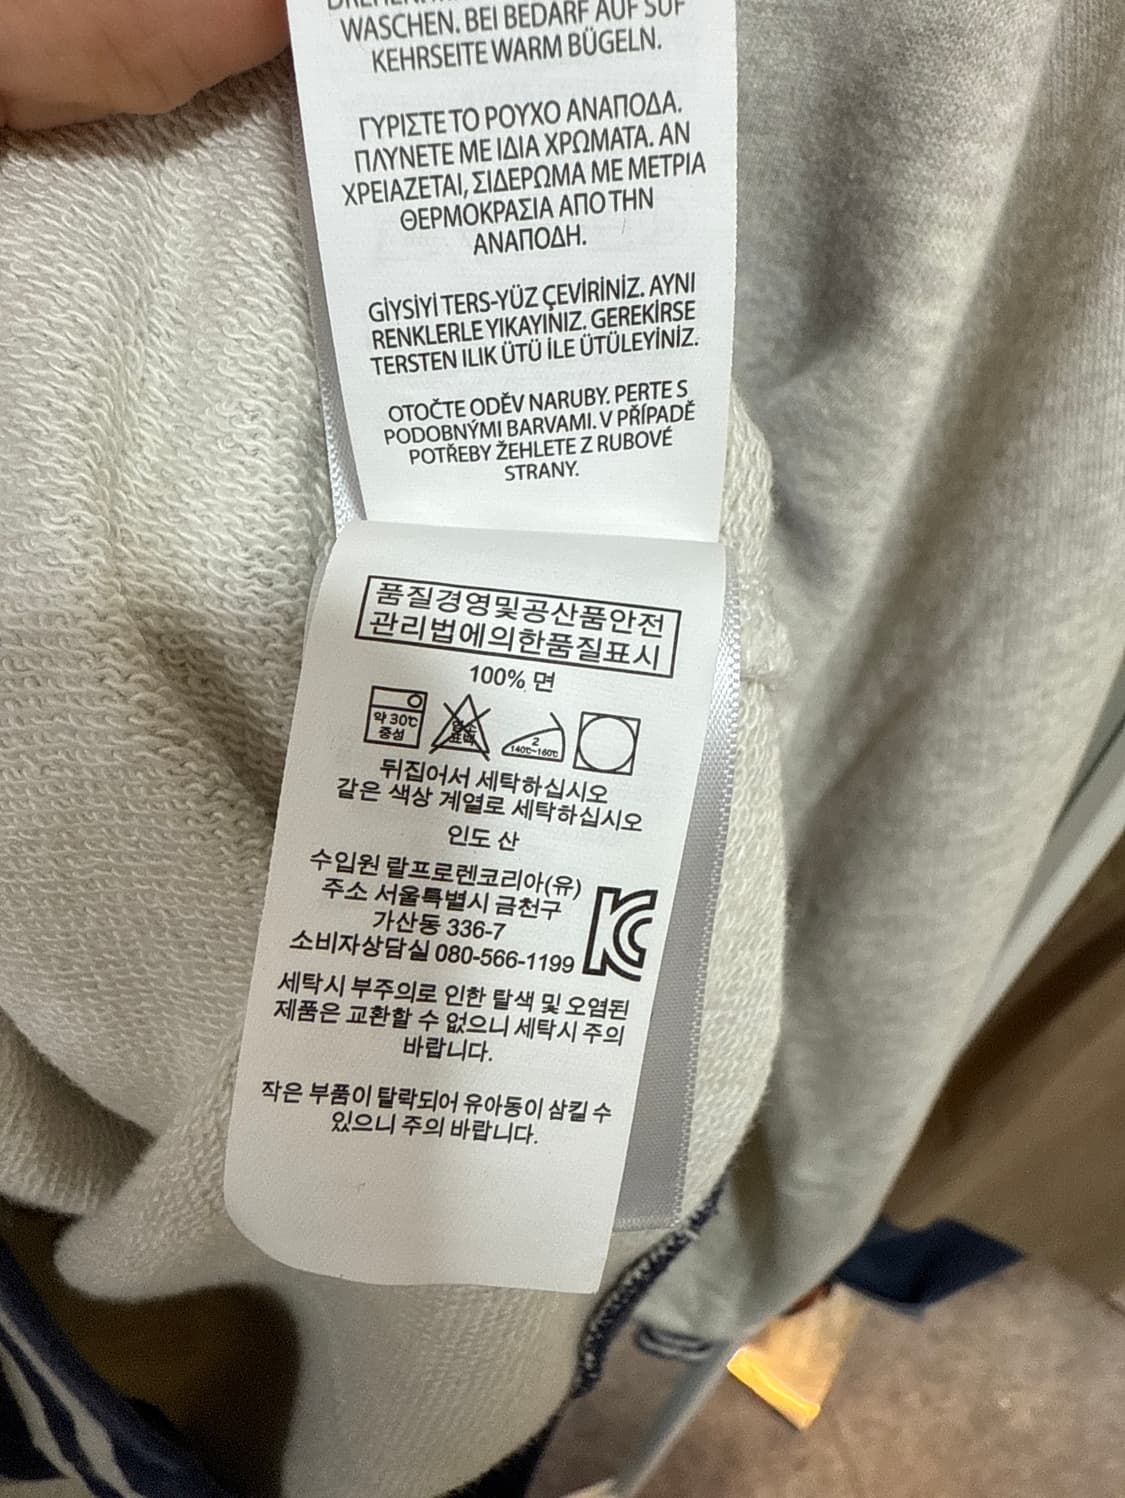 WASCHEN. BEI BEDARF AUF SUF
KEHRSEITE WARM BÜGELN.
ΓΥΡΙΣΤΕ ΤΟ ΡΟΥΧΟ ΑΝΑΠΟΔΑ.
ΠΛΥΝΕΤΕ ΜΕ ΙΔΙΑ ΧΡΩΜΑΤΑ. ΑΝ
ΧΡΕΙΑΖΕΤΑΙ, ΣΙΔΕΡΩΜΑ ΜΕ ΜΕΤΡΙΑ
ΘΕΡΜΟΚΡΑΣΙΑ ΑΠΟ ΤΗΝ
ΑΝΑΠΟΔΗ.
GİYSİYİ TERS-YÜZ ÇEVİRİNİZ. AYNI
RENKLERLE YIKAYINIZ. GEREKİRSE
TERSTEN ILIK ÜTÜ İLE ÜTÜLEYİNİZ.
OTOČTE ODĚV NARUBY. PERTE S
PODOBNÝMI BARVAMI. V PŘÍPADĚ
POTŘEBY ŽEHLETE Z RUBOVÉ
STRANY.
품질경영및공산품안전
관리법에의한품질표시
100% 면
약 30℃
중성
염소
표백
2
140℃~160℃
뒤집어서 세탁하십시오
같은 색상 계열로 세탁하십시오
인도 산
수입원 랄프로렌코리아(유)
주소 서울특별시 금천구
가산동 336-7
소비자상담실 080-566-1199
세탁시 부주의로 인한 탈색 및 오염된
제품은 교환할 수 없으니 세탁시 주의
바랍니다.
작은 부품이 탈락되어 유아동이 삼킬 수
있으니 주의 바랍니다.